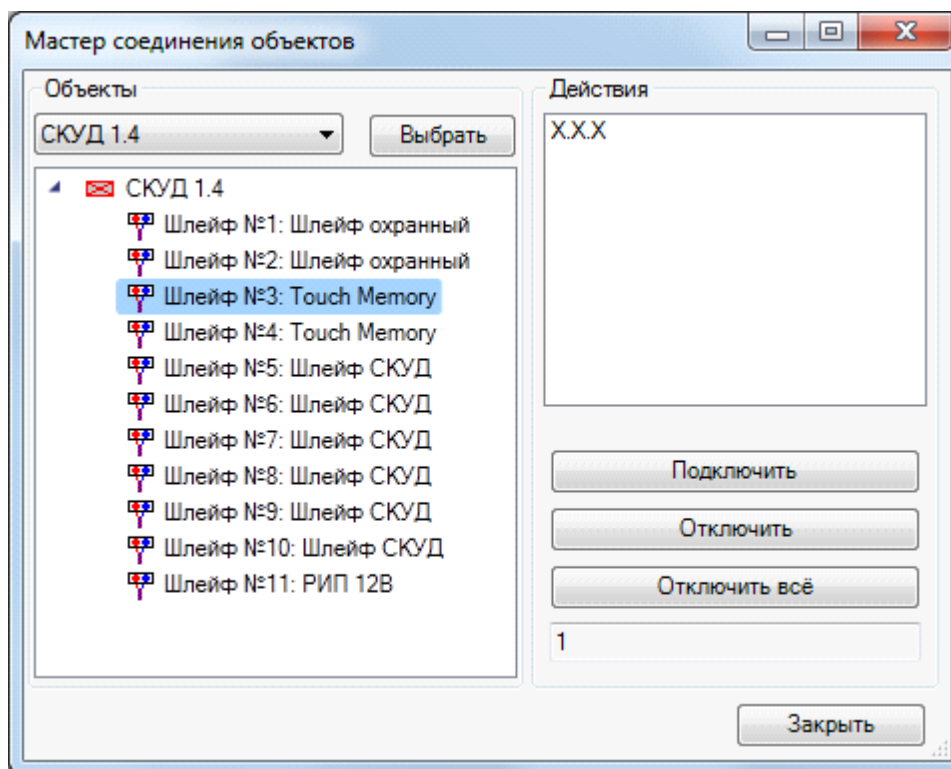 Мастер соединения объектов
Объекты
СКУД 1.4
Выбрать
СКУД 1.4
Шлейф №1: Шлейф охранный
Шлейф №2: Шлейф охранный
Шлейф №3: Touch Memory
Шлейф №4: Touch Memory
Шлейф №5: Шлейф СКУД
Шлейф №6: Шлейф СКУД
Шлейф №7: Шлейф СКУД
Шлейф №8: Шлейф СКУД
Шлейф №9: Шлейф СКУД
Шлейф №10: Шлейф СКУД
Шлейф №11: РИП 12В
Действия
X.X.X
Подключить
Отключить
Отключить всё
1
Закрыть